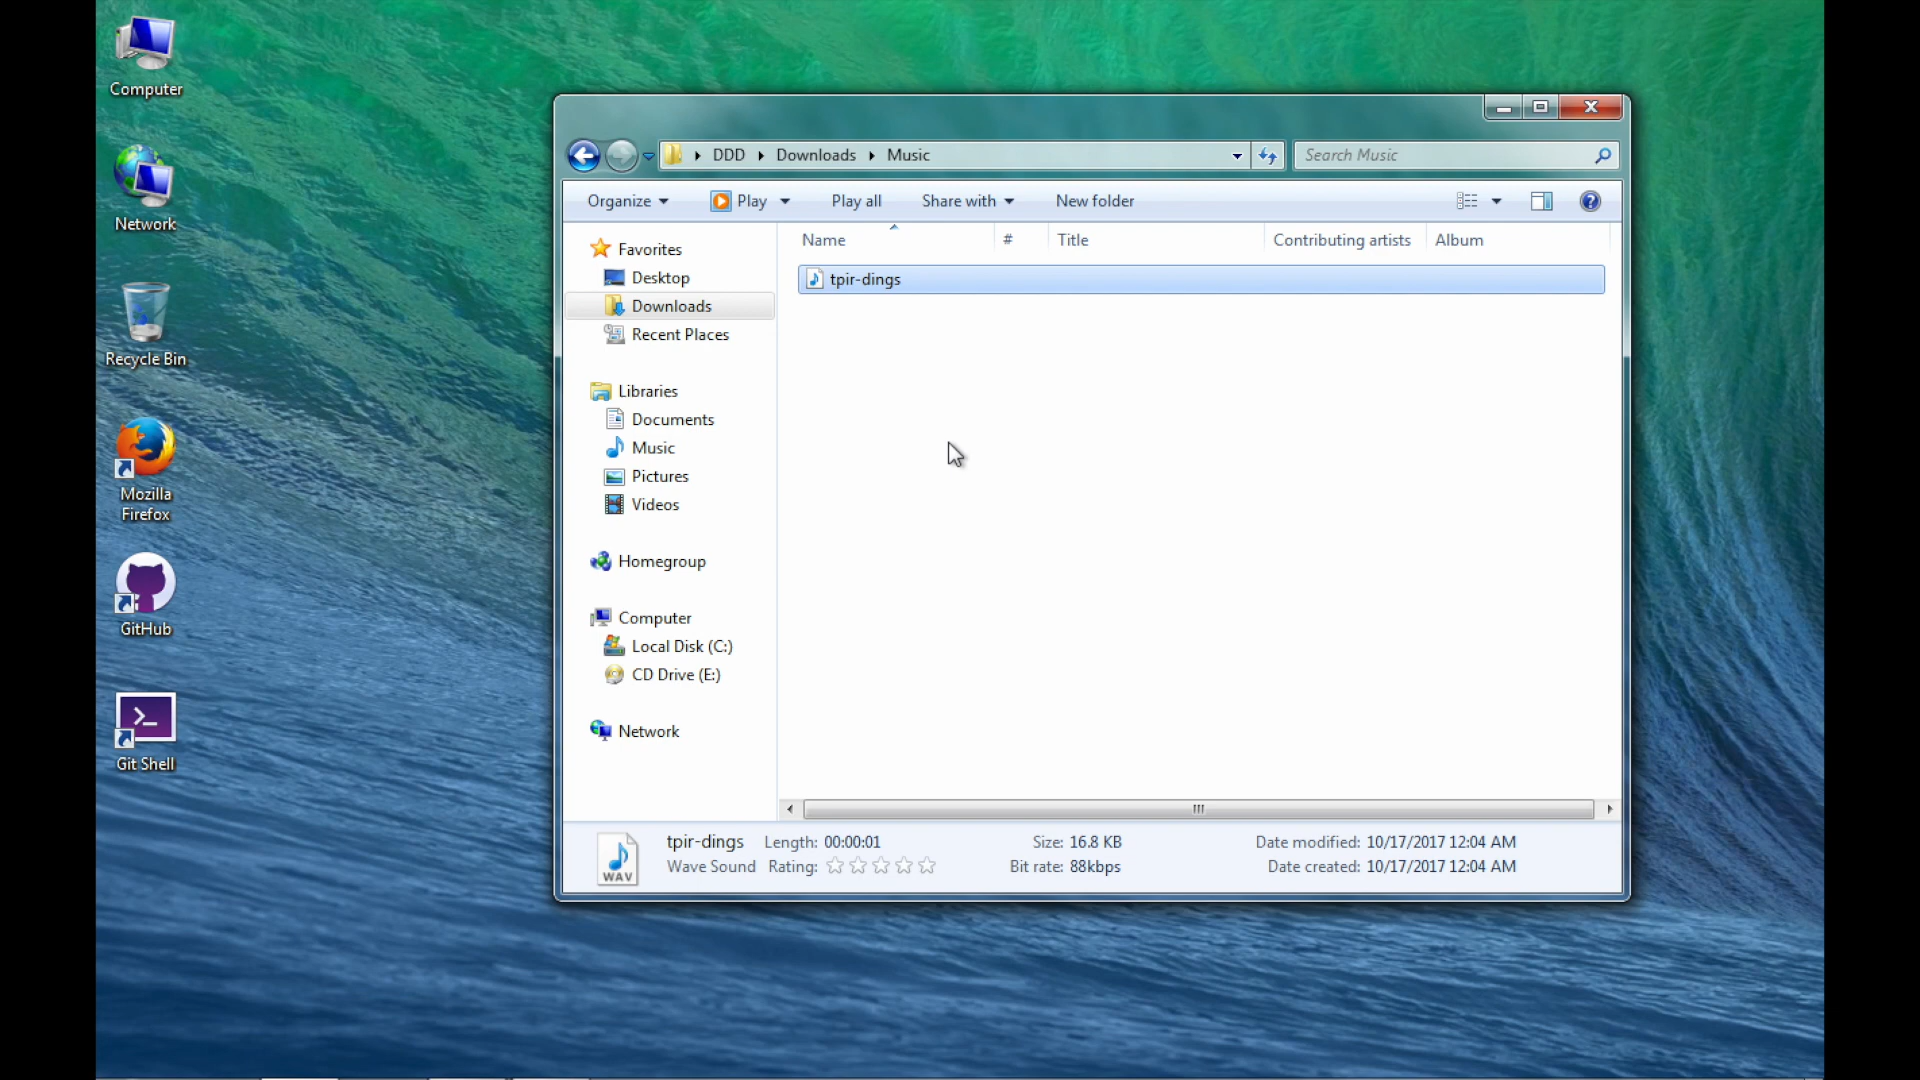 Computer
Network
Recycle Bin
Mozilla
Firefox
GitHub
Git Shell
DDD Downloads Music
Search Music
Organize Play Play all Share with New folder
Name # Title Contributing artists Album
tpir-dings
Favorites
Desktop
Downloads
Recent Places
Libraries
Documents
Music
Pictures
Videos
Homegroup
Computer
Local Disk (C:)
CD Drive (E:)
Network
WAV
tpir-dings Length: 00:00:01 Size: 16.8 KB Date modified: 10/17/2017 12:04 AM
Wave Sound Rating: Bit rate: 88kbps Date created: 10/17/2017 12:04 AM